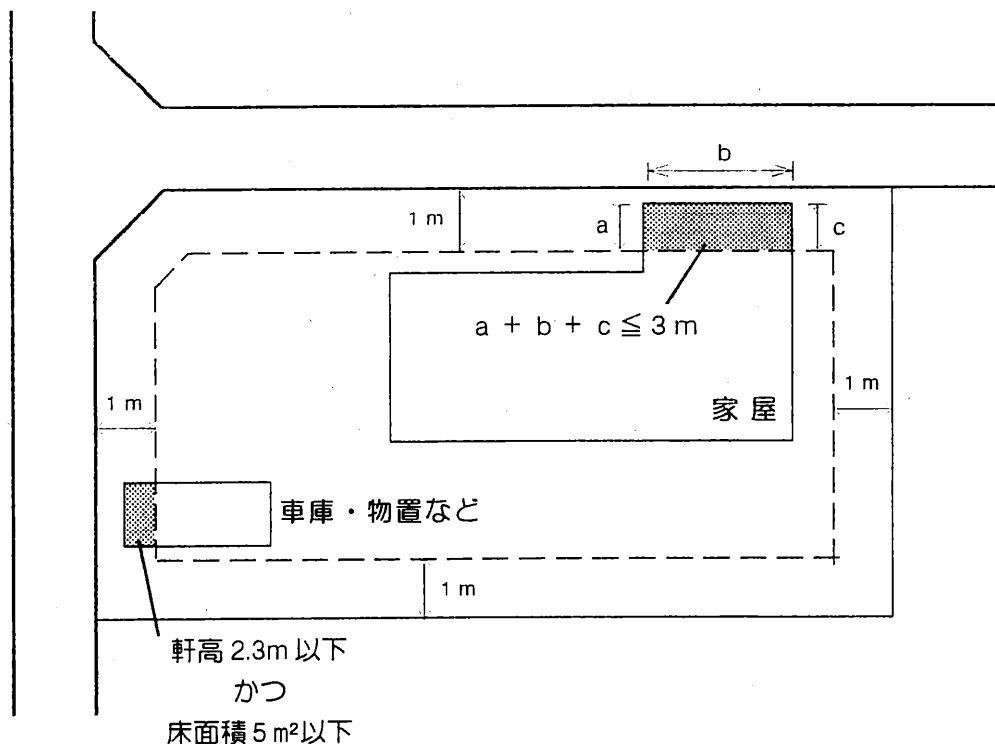 b
1 m
a
c
a + b + c ≦ 3 m
1 m
家 屋
1 m
車庫・物置など
1 m
軒高 2.3m 以下
かつ
床面積 5 m²以下